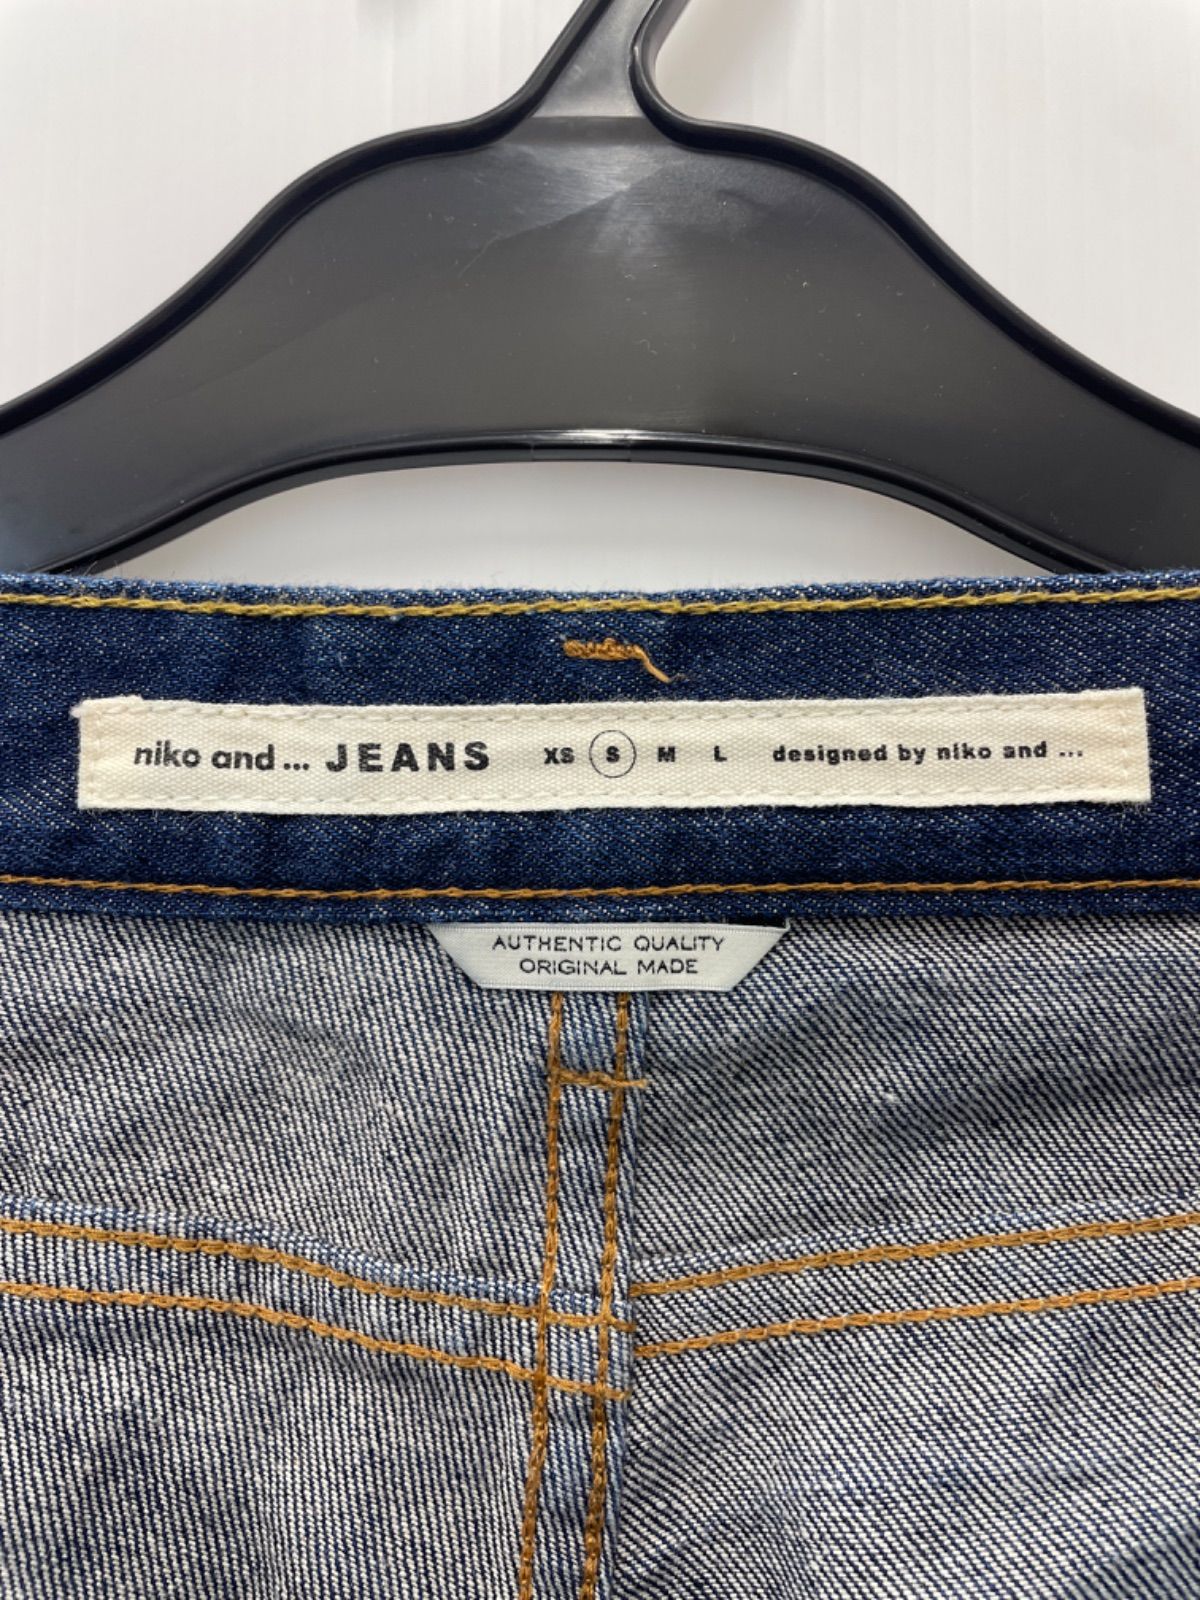 niko and ... JEANS XS S M L designed by niko and ...
AUTHENTIC QUALITY
ORIGINAL MADE